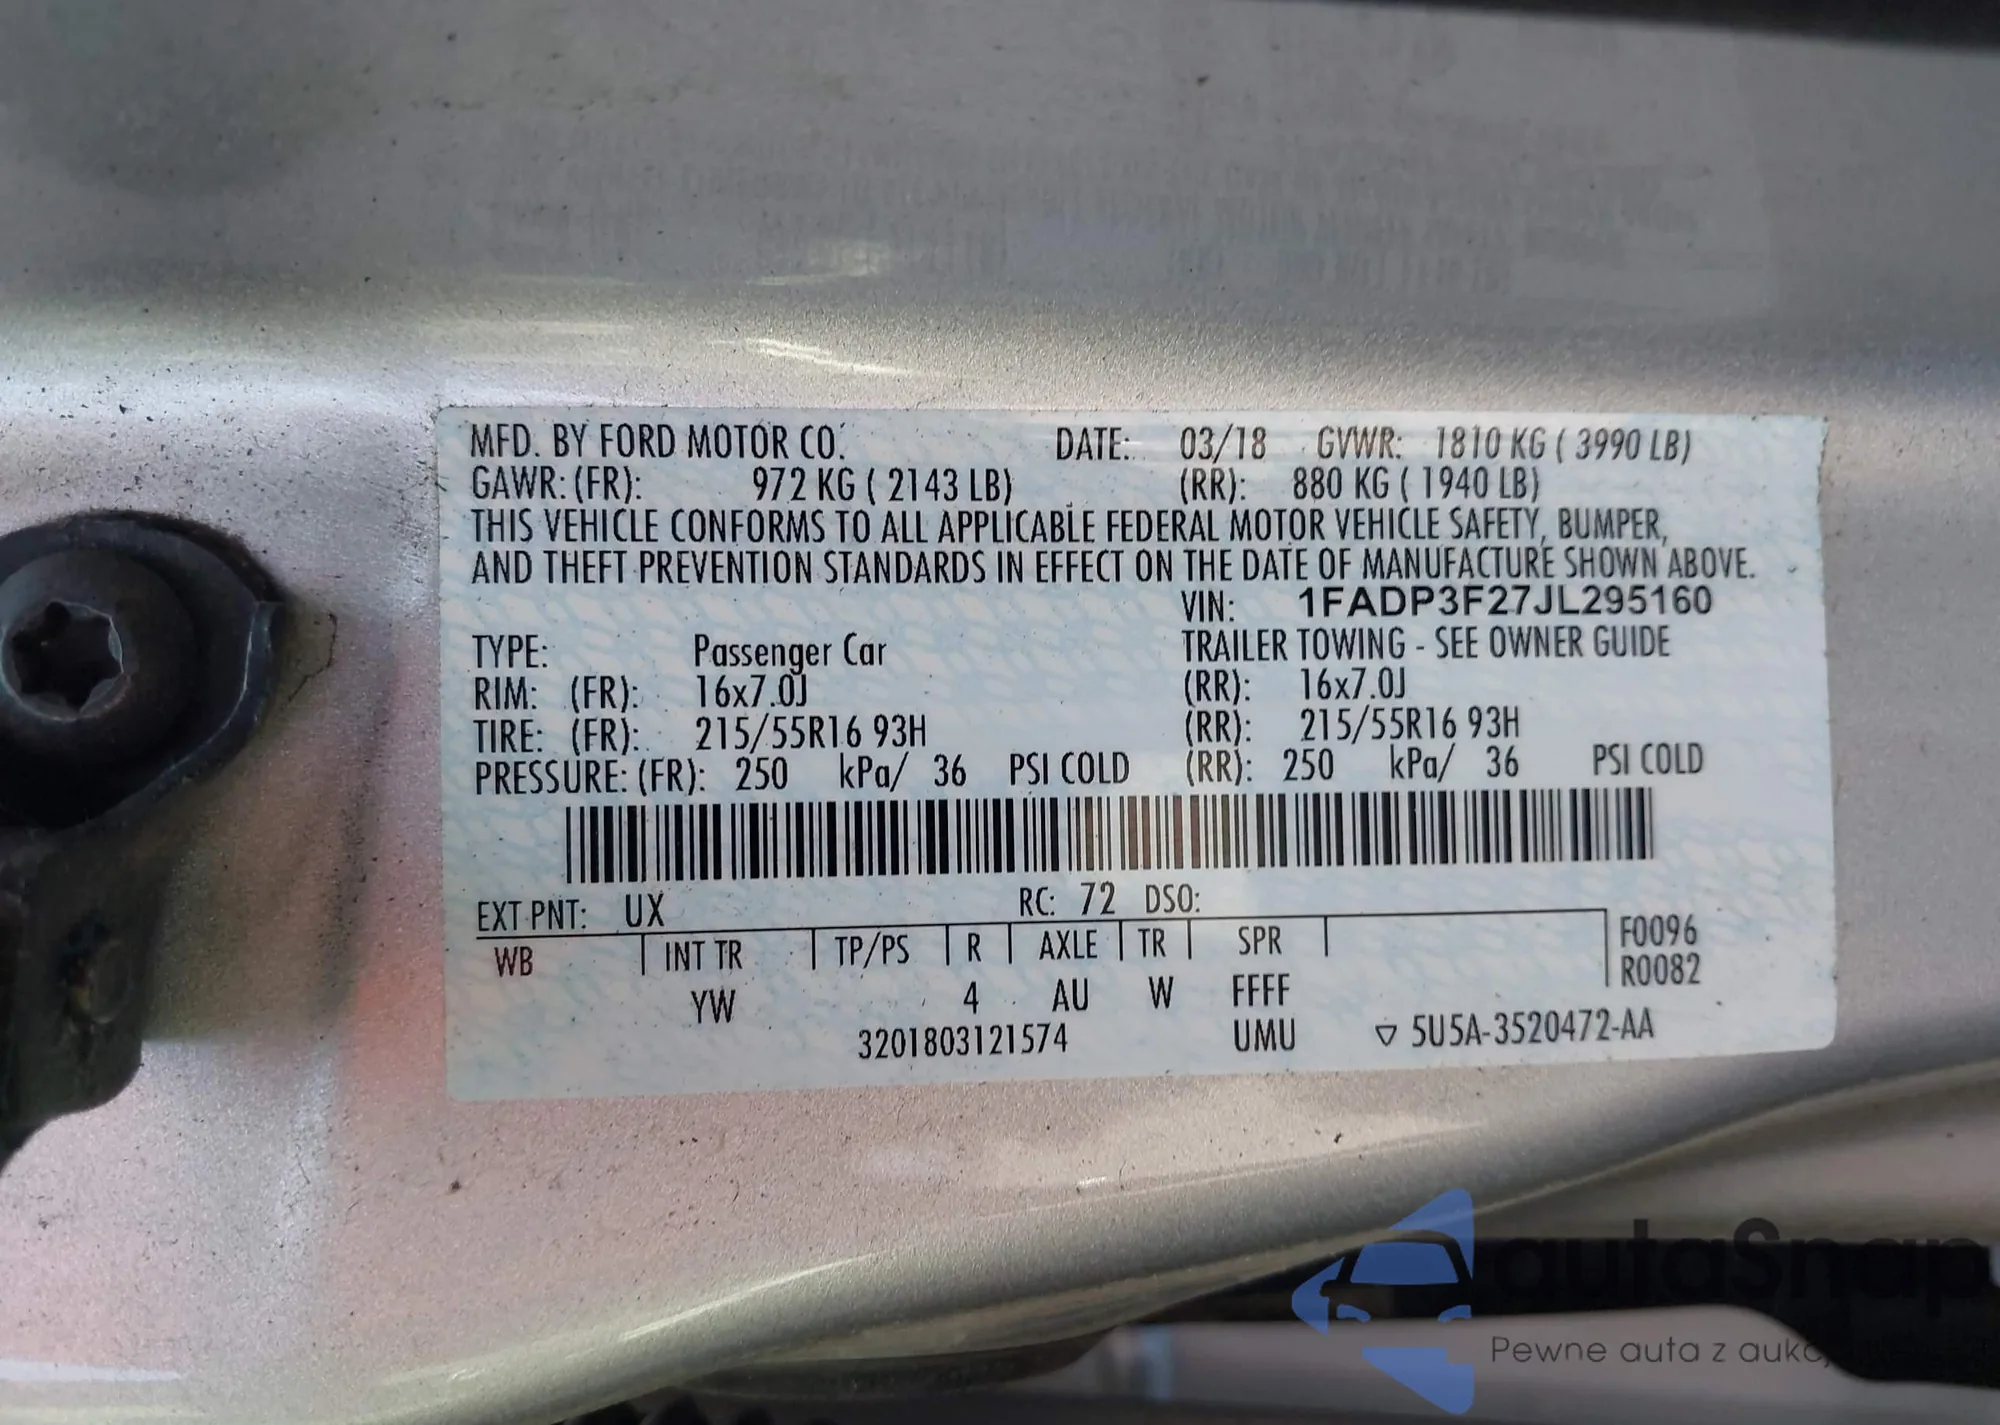 MFD. BY FORD MOTOR CO. DATE: 03/18 GVWR: 1810 KG ( 3990 LB)
GAWR: (FR): 972 KG ( 2143 LB) (RR): 880 KG ( 1940 LB)
THIS VEHICLE CONFORMS TO ALL APPLICABLE FEDERAL MOTOR VEHICLE SAFETY, BUMPER,
AND THEFT PREVENTION STANDARDS IN EFFECT ON THE DATE OF MANUFACTURE SHOWN ABOVE.
VIN: 1FADP3F27JL295160
TYPE: Passenger Car TRAILER TOWING - SEE OWNER GUIDE
RIM: (FR): 16x7.0J (RR): 16x7.0J
TIRE: (FR): 215/55R16 93H (RR): 215/55R16 93H
PRESSURE: (FR): 250 kPa/ 36 PSI COLD (RR): 250 kPa/ 36 PSI COLD
EXT PNT: UX RC: 72 DSO:
WB INT TR TP/PS R AXLE TR SPR F0096
R0082
YW 4 AU W FFFF
3201803121574 UMU ▽ 5U5A-3520472-AA
autaSnap
Pewne auta z